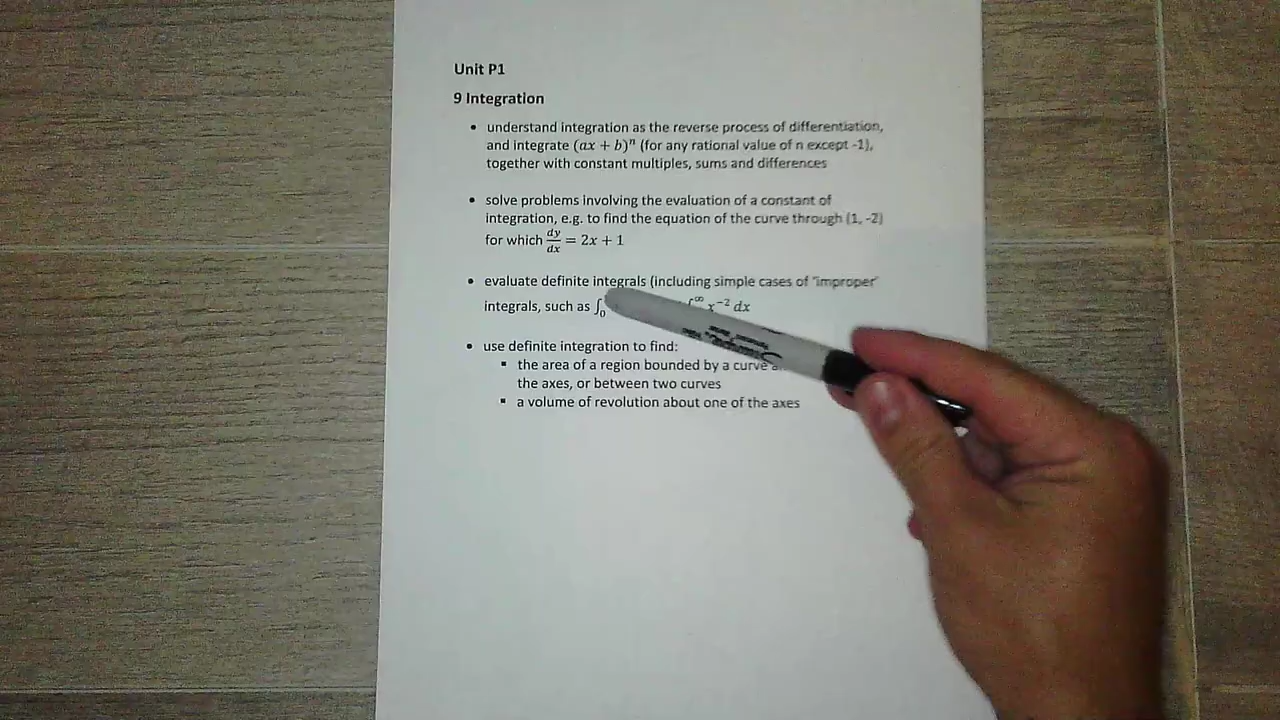 Unit P1
9 Integration
• understand integration as the reverse process of differentiation,
and integrate (ax + b)ⁿ (for any rational value of n except -1),
together with constant multiples, sums and differences
• solve problems involving the evaluation of a constant of
integration, e.g. to find the equation of the curve through (1, -2)
for which dy/dx = 2x + 1
• evaluate definite integrals (including simple cases of "improper"
integrals, such as ∫₀ ∞ x⁻² dx
• use definite integration to find:
▪ the area of a region bounded by a curve
the axes, or between two curves
▪ a volume of revolution about one of the axes